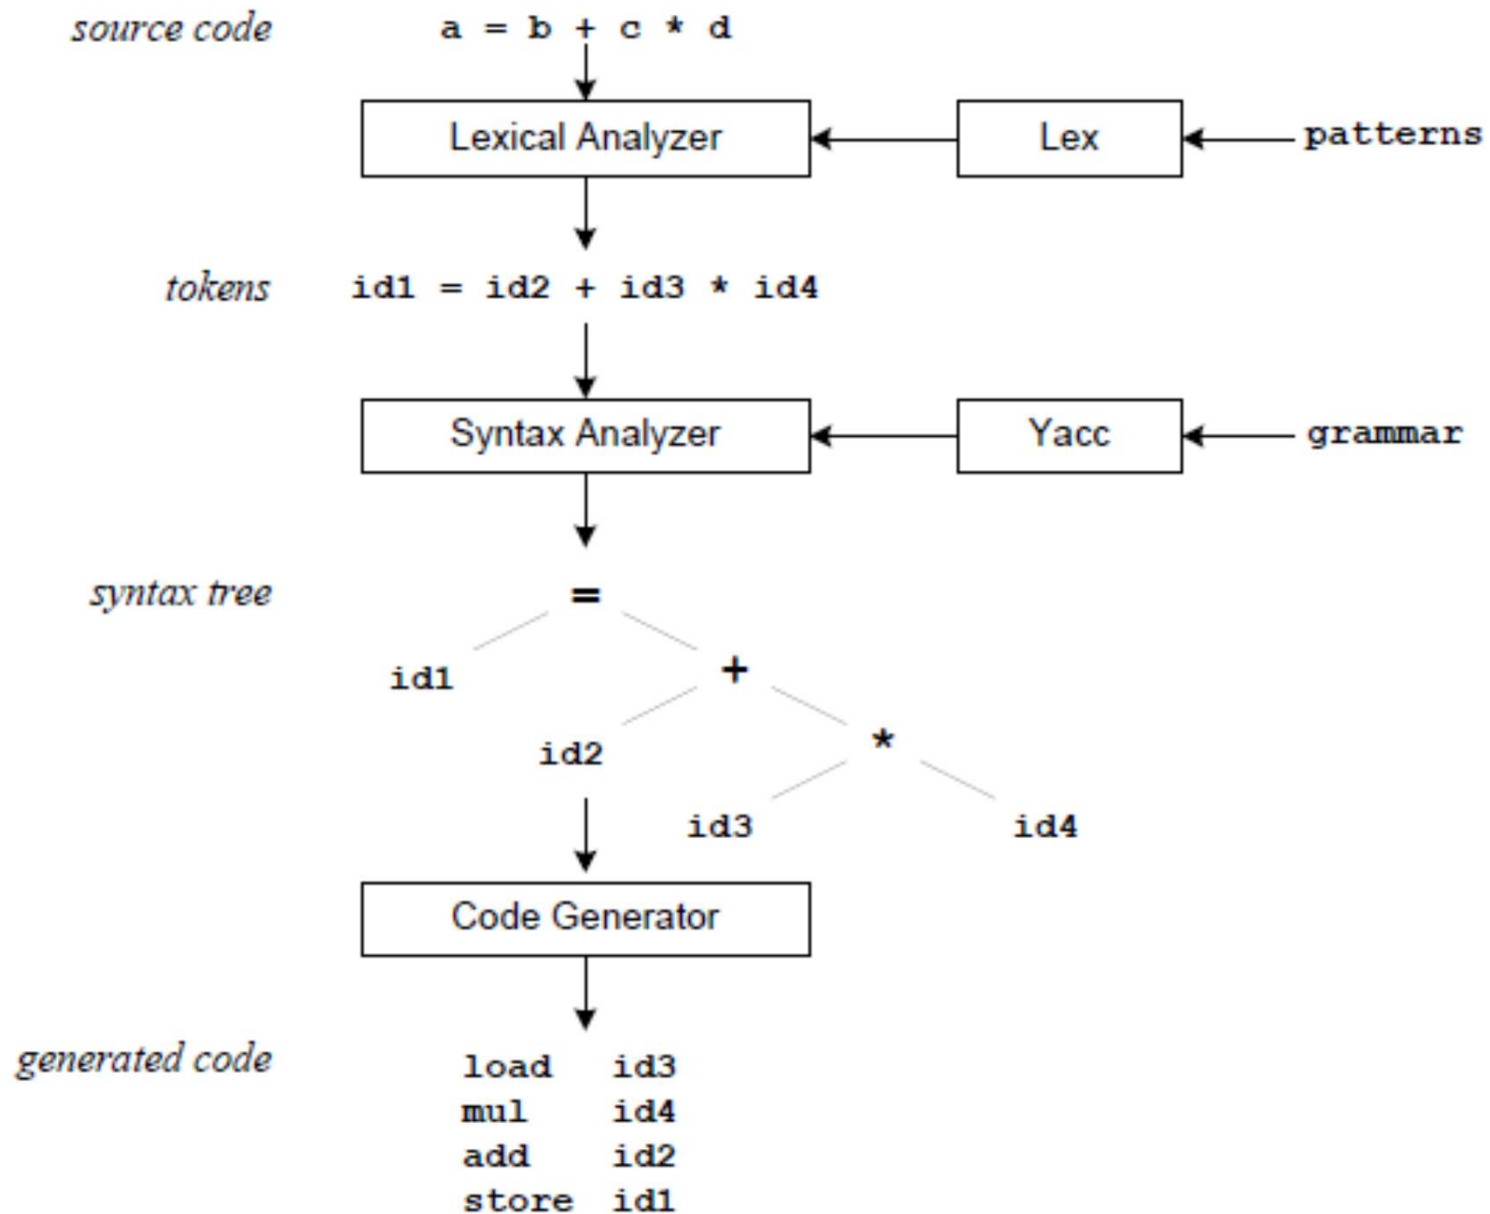 source code a = b + c * d
Lexical Analyzer Lex patterns
tokens id1 = id2 + id3 * id4
Syntax Analyzer Yacc grammar
syntax tree =
id1 +
id2 *
id3 id4
Code Generator
generated code load id3
mul id4
add id2
store id1